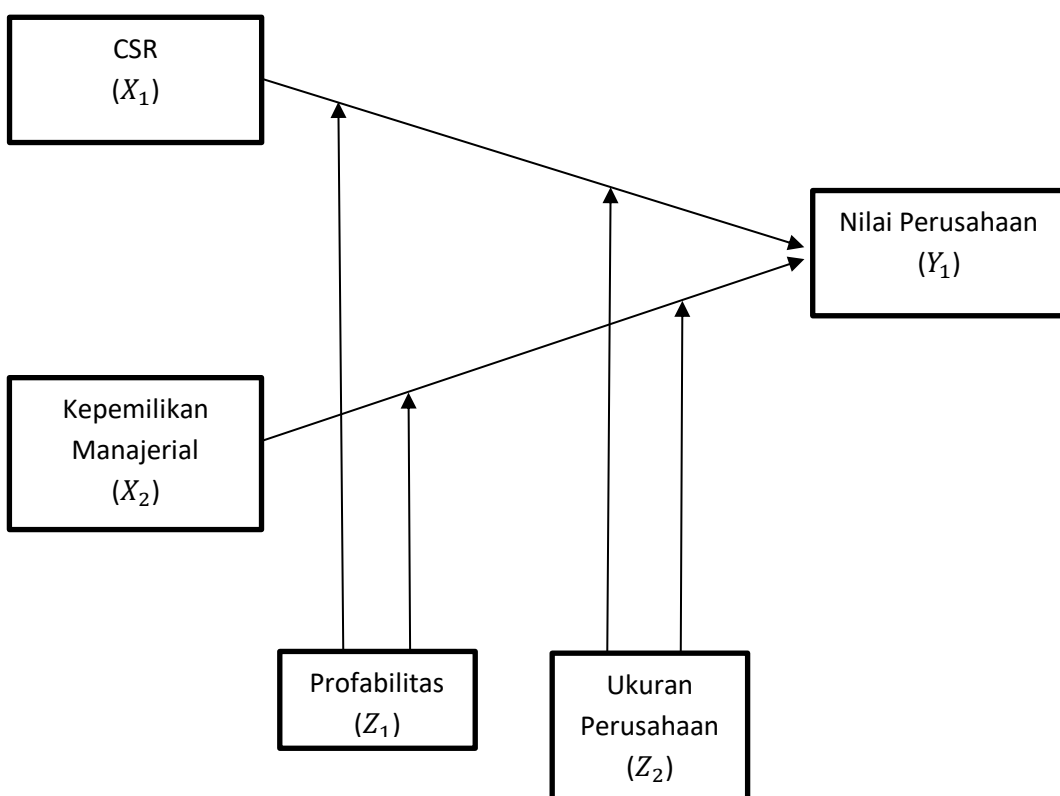 CSR
(𝑋₁)
Nilai Perusahaan
(𝑌₁)
Kepemilikan
Manajerial
(𝑋₂)
Profabilitas
(𝑍₁)
Ukuran
Perusahaan
(𝑍₂)